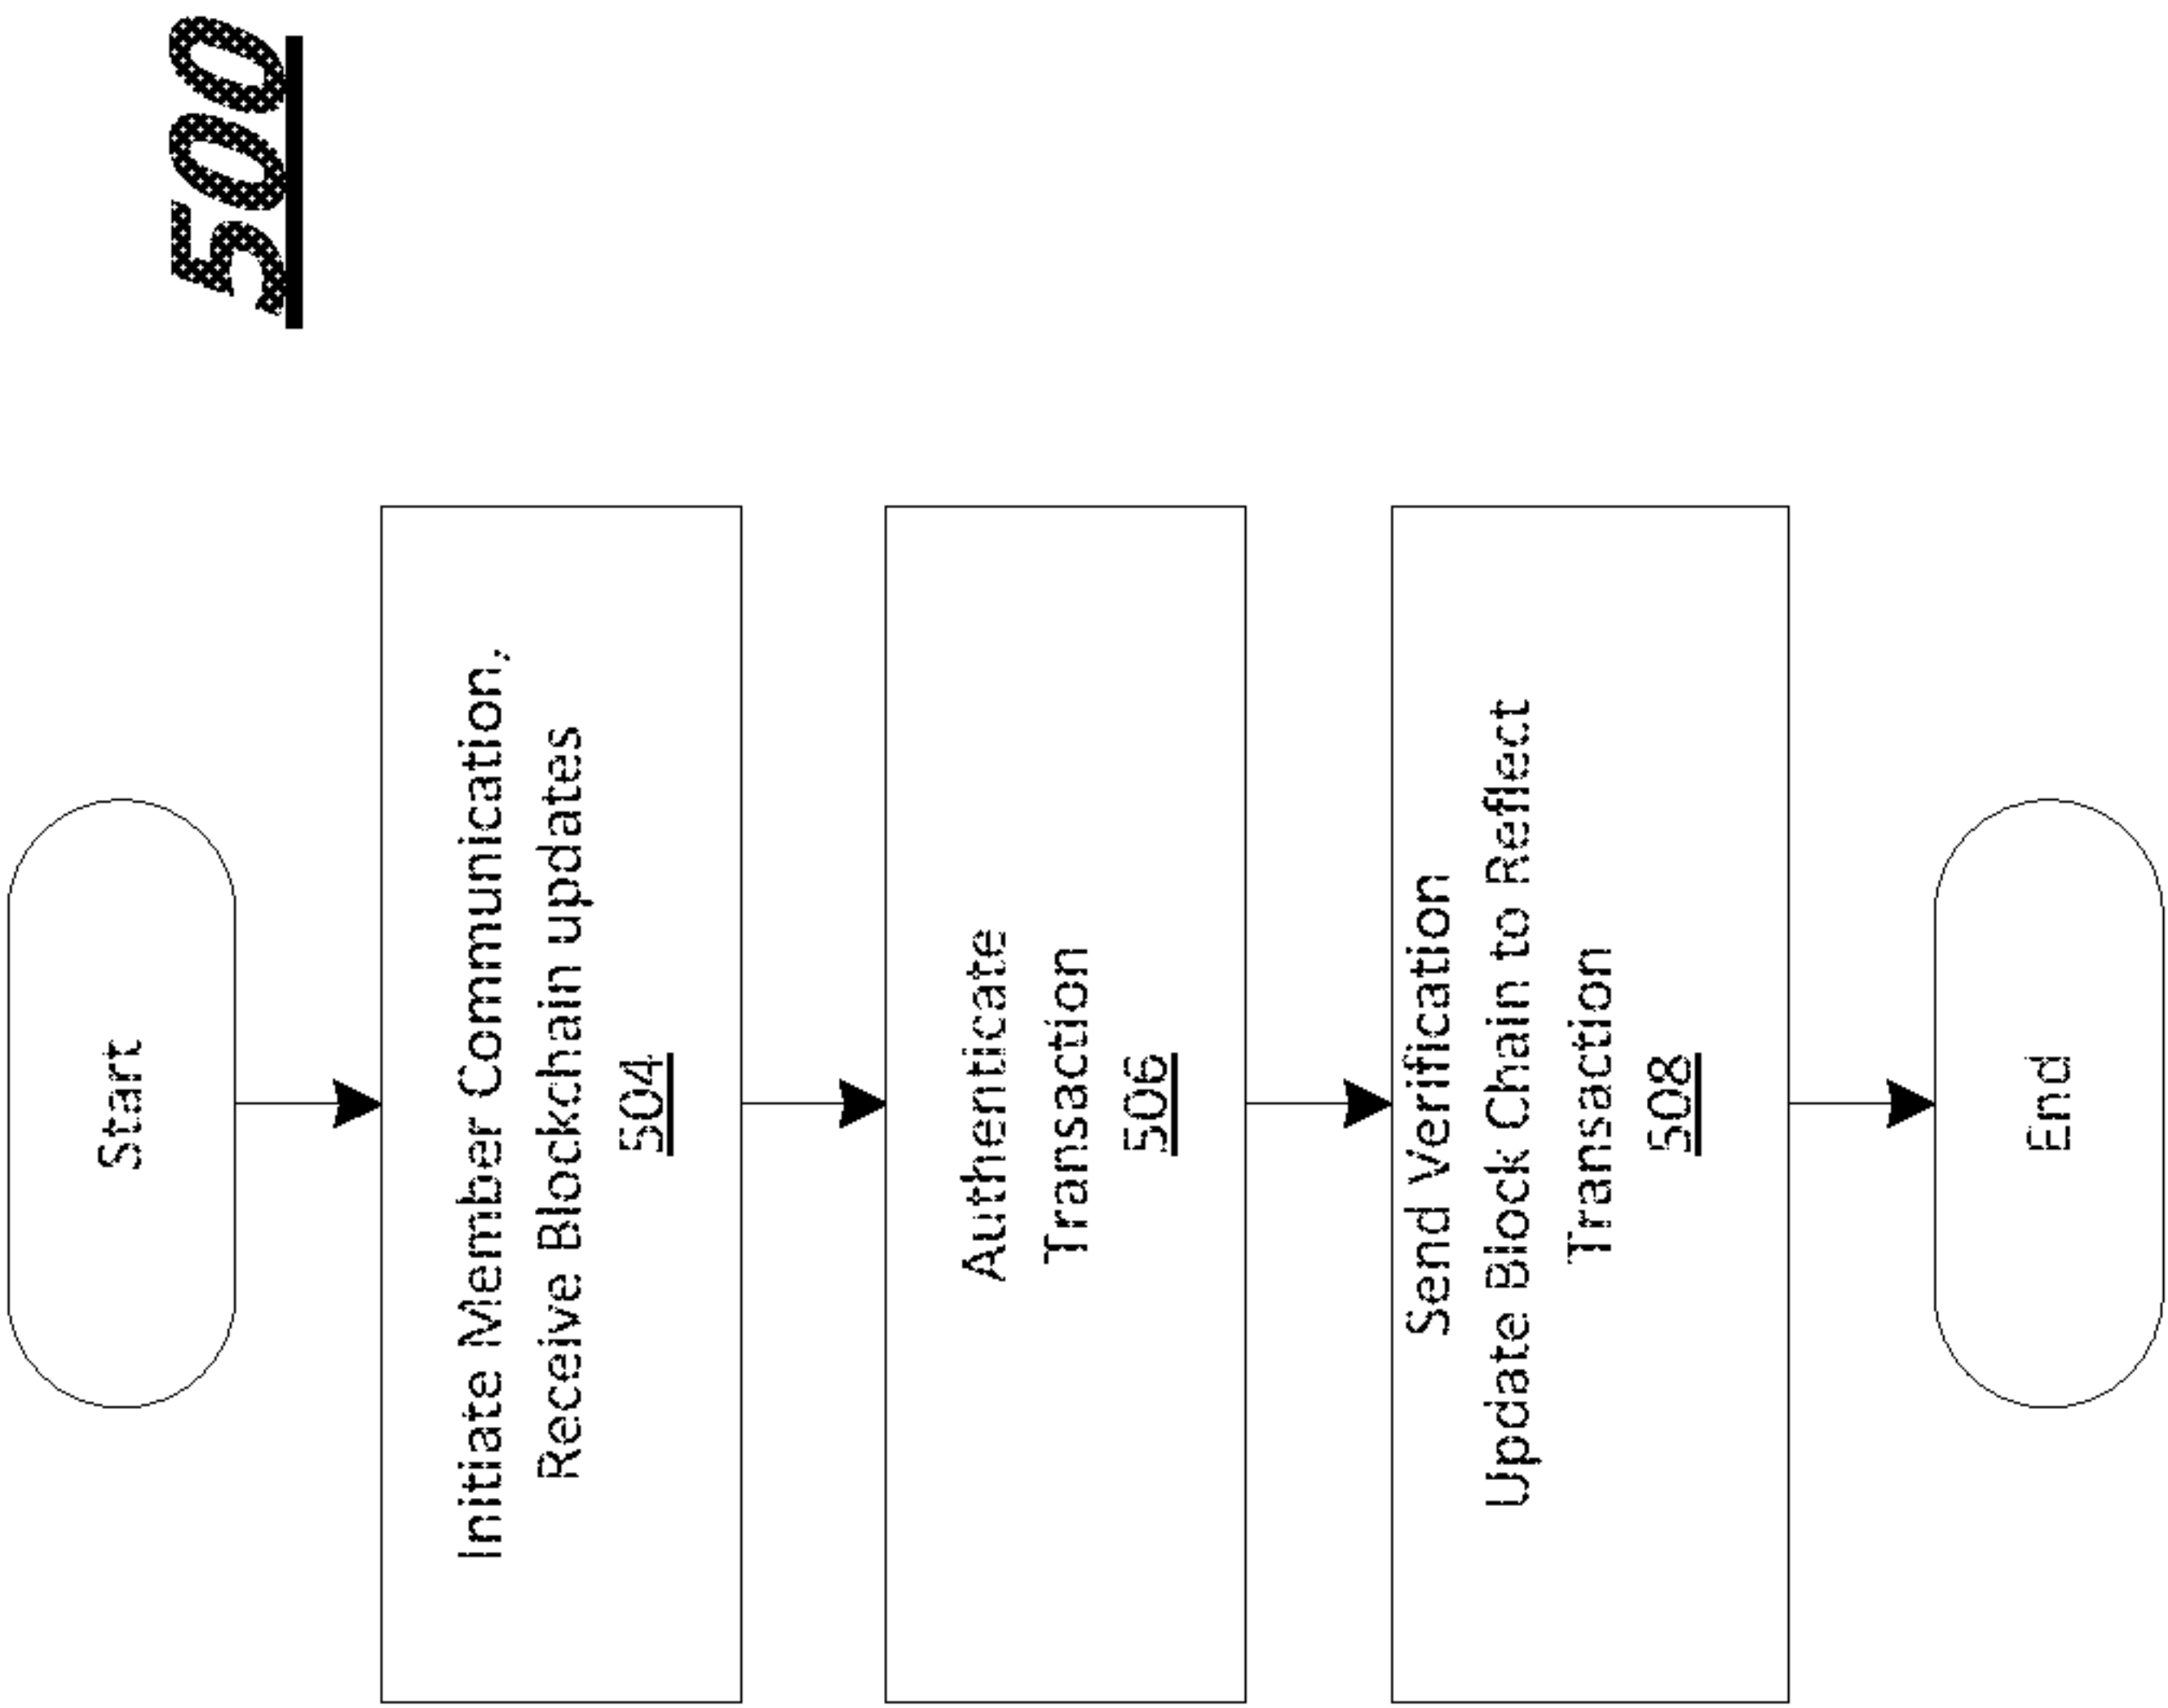 500
Start
Initiate Member Communication,
Receive Blockchain updates
504
Authenticate
Transaction
506
Send Verification
Update Block Chain to Reflect
Transaction
508
End